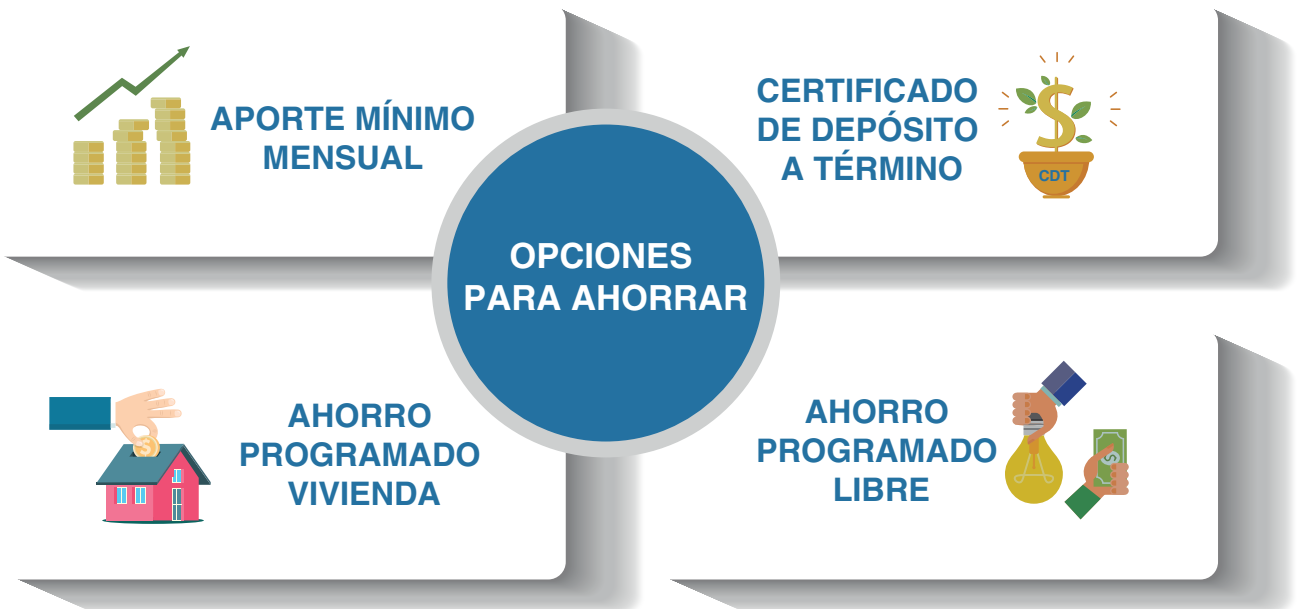 APORTE MÍNIMO
MENSUAL
CERTIFICADO
DE DEPÓSITO
A TÉRMINO
CDT
OPCIONES
PARA AHORRAR
AHORRO
PROGRAMADO
VIVIENDA
AHORRO
PROGRAMADO
LIBRE